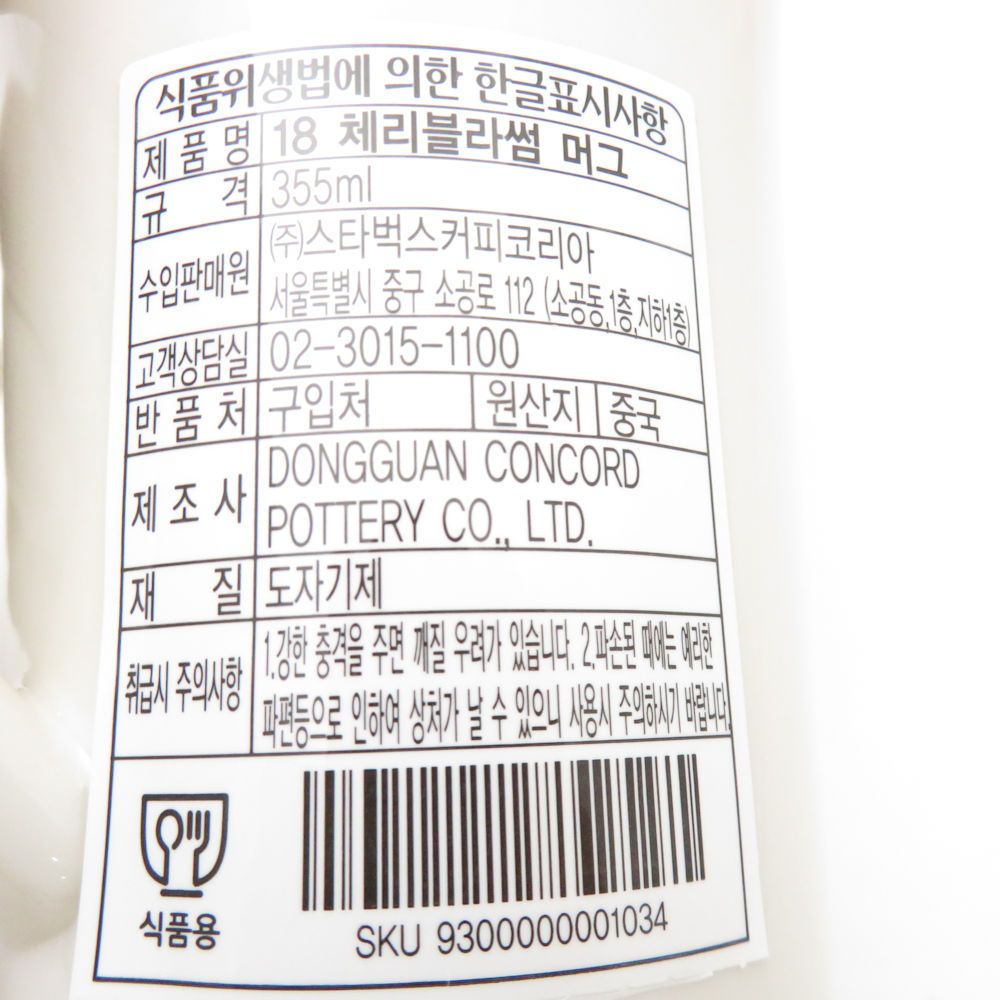 식품위생법에 의한 한글표시사항
제품명 18 체리블라썸 머그
규격 355ml
수입판매원 (주)스타벅스커피코리아
서울특별시 중구 소공로 112 (소공동,1층,지하1층)
고객상담실 02-3015-1100
반품처 구입처 원산지 중국
제조사 DONGGUAN CONCORD
POTTERY CO., LTD.
재질 도자기제
취급시 주의사항 1.강한 충격을 주면 깨질 우려가 있습니다. 2.파손된 때에는 예리한
파편등으로 인하여 상처가 날 수 있으니 사용시 주의하시기 바랍니다.
식품용
SKU 9300000001034